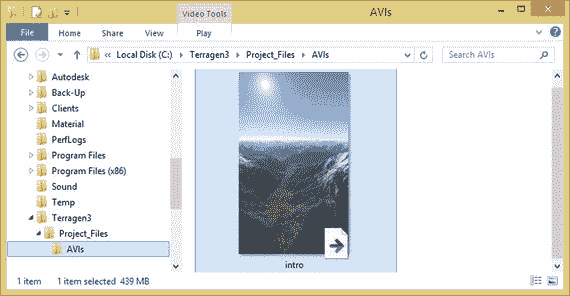 Video Tools
AVIs
File
Home
Share
View
Play
Local Disk (C:)
Terragen3
Project_Files
AVIs
Search AVIs
Autodesk
Back-Up
Clients
Material
PerfLogs
Program Files
Program Files (x86)
Sound
Temp
Terragen3
Project_Files
AVIs
intro
1 item
1 item selected 439 MB